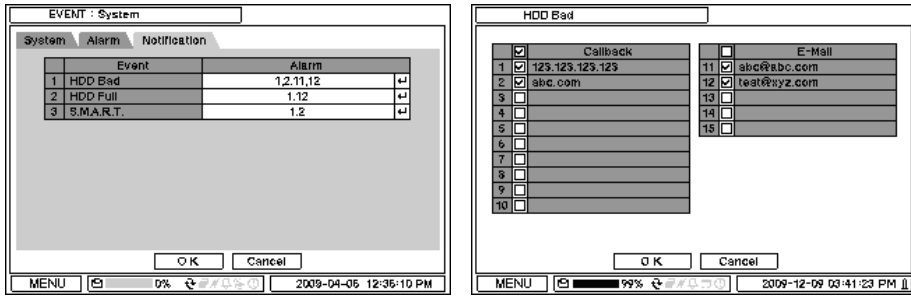 EVENT : System
System Alarm Notification
Event Alarm
1 HDD Bad 1,2,11,12
2 HDD Full 1,12
3 S.M.A.R.T. 1,2
OK Cancel
MENU 0% 2009-04-06 12:36:10 PM
HDD Bad
Callback
1 123.123.123.123
2 abc.com
3
4
5
6
7
8
9
10
E-Mail
11 abc@abc.com
12 test@xyz.com
13
14
15
OK Cancel
MENU 99% 2009-12-09 03:41:23 PM